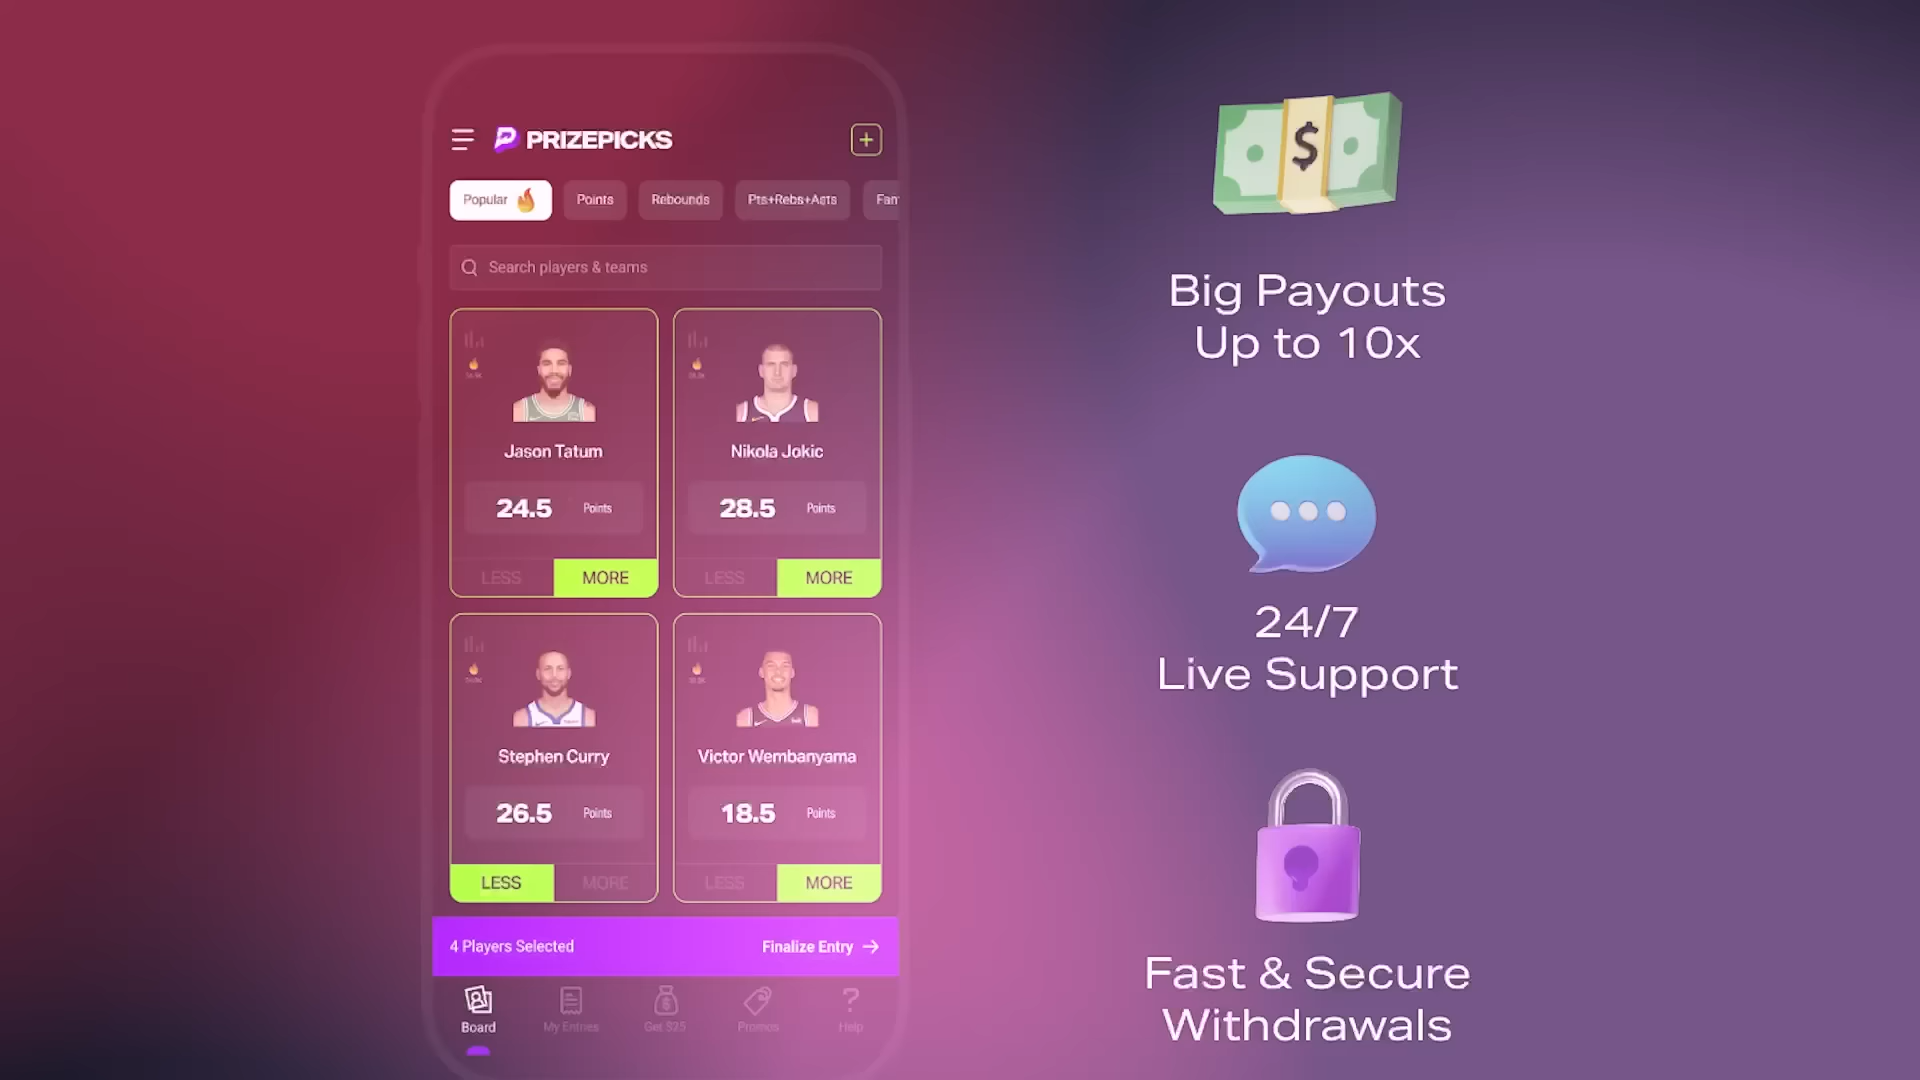 PRIZEPICKS
Popular
Points
Rebounds
Pts+Rebs+Asts
Search players & teams
Jason Tatum
24.5 Points
LESS MORE
Nikola Jokic
28.5 Points
LESS MORE
Stephen Curry
26.5 Points
LESS MORE
Victor Wembanyama
18.5 Points
LESS MORE
4 Players Selected
Finalize Entry
Board
My Entries
Get $25
Promos
Help
$
Big Payouts
Up to 10x
24/7
Live Support
Fast & Secure
Withdrawals